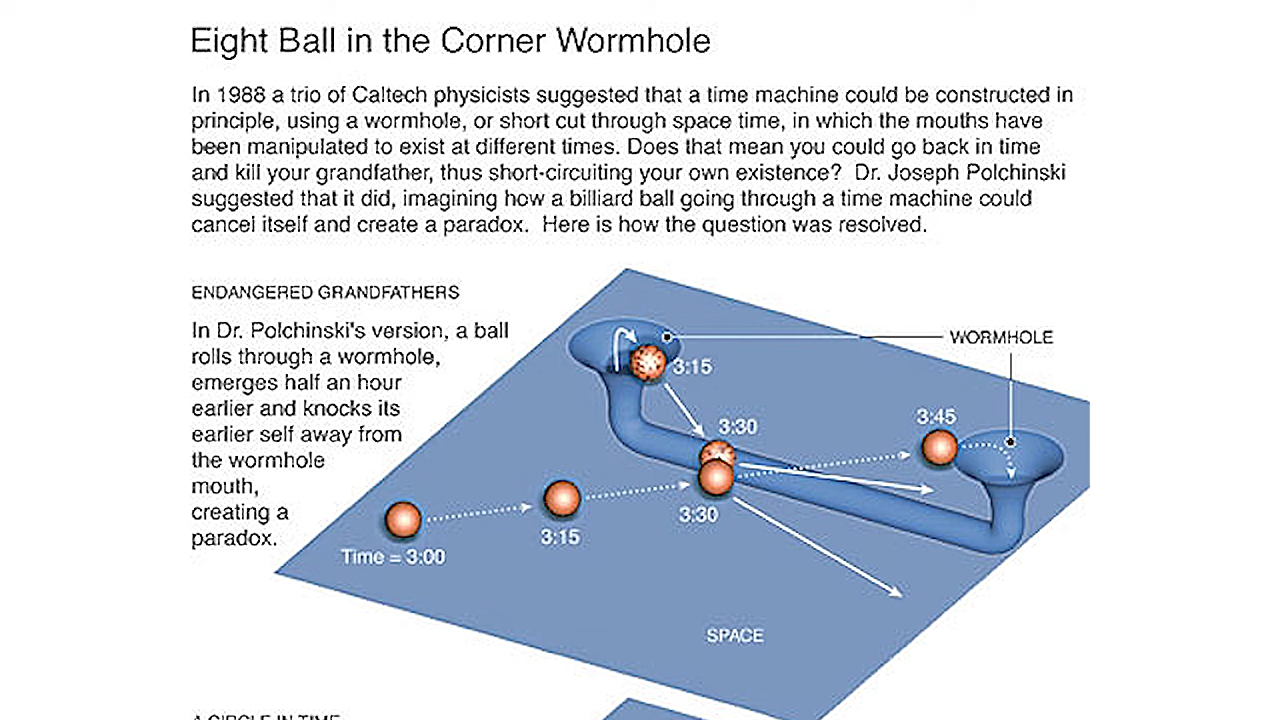 Eight Ball in the Corner Wormhole
In 1988 a trio of Caltech physicists suggested that a time machine could be constructed in
principle, using a wormhole, or short cut through space time, in which the mouths have
been manipulated to exist at different times. Does that mean you could go back in time
and kill your grandfather, thus short-circuiting your own existence?  Dr. Joseph Polchinski
suggested that it did, imagining how a billiard ball going through a time machine could
cancel itself and create a paradox.  Here is how the question was resolved.
ENDANGERED GRANDFATHERS
In Dr. Polchinski's version, a ball
rolls through a wormhole,
emerges half an hour
earlier and knocks its
earlier self away from
the wormhole
mouth,
creating a
paradox.
WORMHOLE
3:15
3:30
3:45
3:30
3:15
Time = 3:00
SPACE
A CIRCLE IN TIME